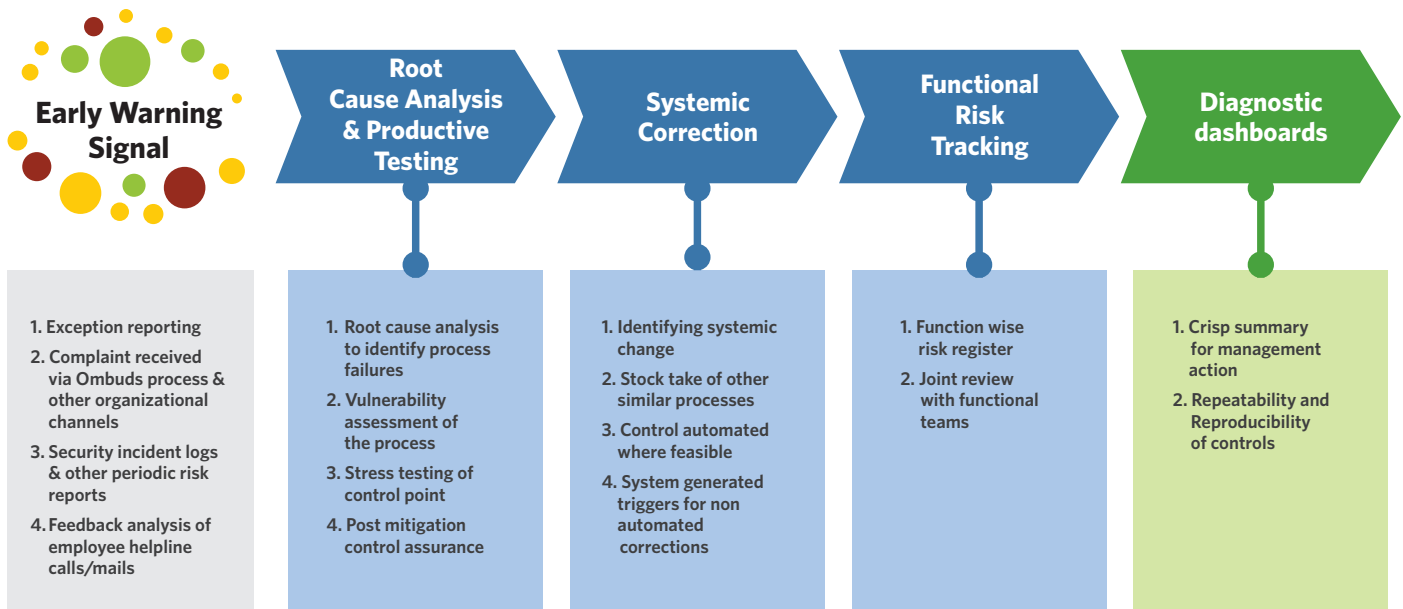 Early Warning
Signal
Root
Cause Analysis
& Productive
Testing
Systemic
Correction
Functional
Risk
Tracking
Diagnostic
dashboards
1. Exception reporting
2. Complaint received
via Ombuds process &
other organizational
channels
3. Security incident logs
& other periodic risk
reports
4. Feedback analysis of
employee helpline
calls/mails
1. Root cause analysis
to identify process
failures
2. Vulnerability
assessment of
the process
3. Stress testing of
control point
4. Post mitigation
control assurance
1. Identifying systemic
change
2. Stock take of other
similar processes
3. Control automated
where feasible
4. System generated
triggers for non
automated
corrections
1. Function wise
risk register
2. Joint review
with functional
teams
1. Crisp summary
for management
action
2. Repeatability and
Reproducibility
of controls